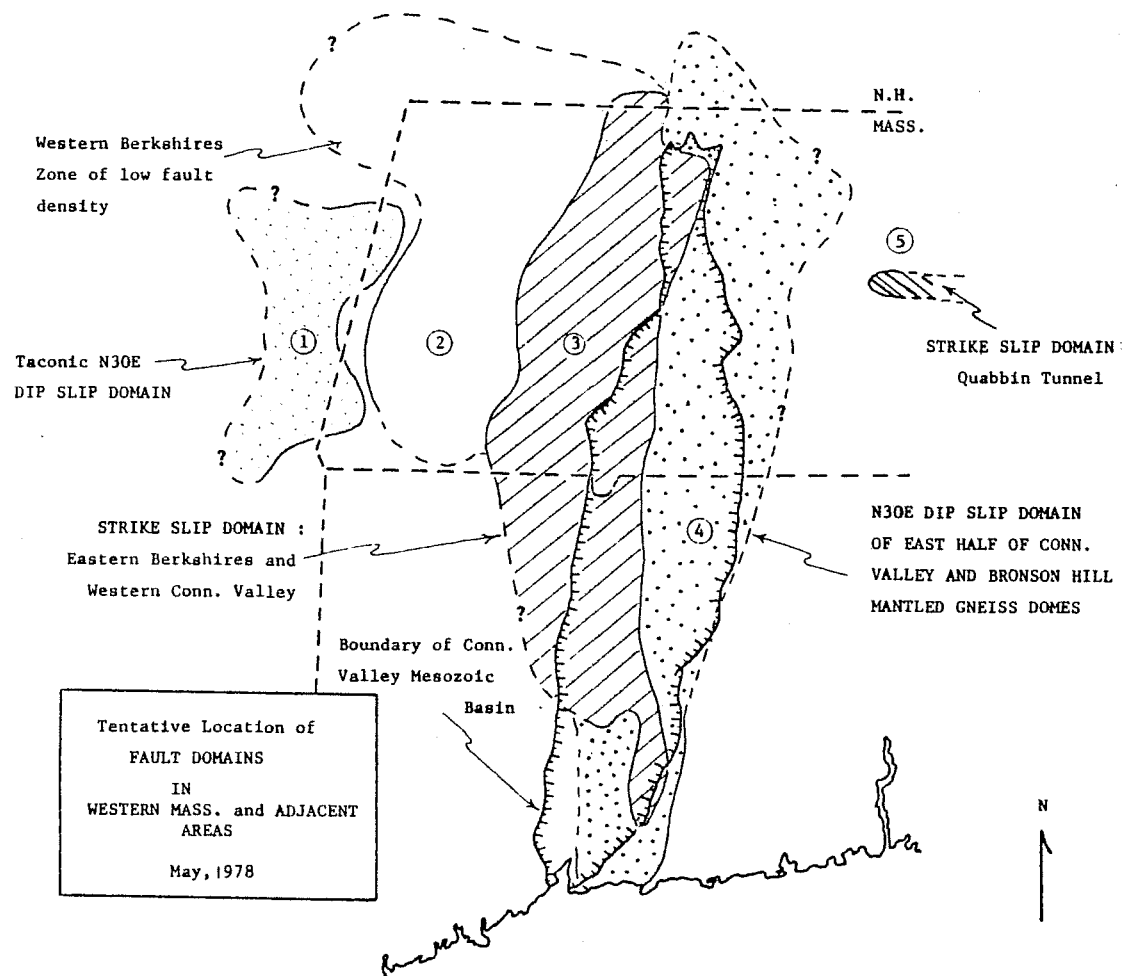 ?
N.H.
MASS.
Western Berkshires
Zone of low fault
density
?
?
5
1
2
3
STRIKE SLIP DOMAIN:
Quabbin Tunnel
Taconic N30E
DIP SLIP DOMAIN
?
?
STRIKE SLIP DOMAIN :
Eastern Berkshires and
Western Conn. Valley
4
N30E DIP SLIP DOMAIN
OF EAST HALF OF CONN.
VALLEY AND BRONSON HILL
MANTLED GNEISS DOMES
?
Boundary of Conn.
Valley Mesozoic
Basin
Tentative Location of
FAULT DOMAINS
IN
WESTERN MASS. and ADJACENT
AREAS
May, 1978
N